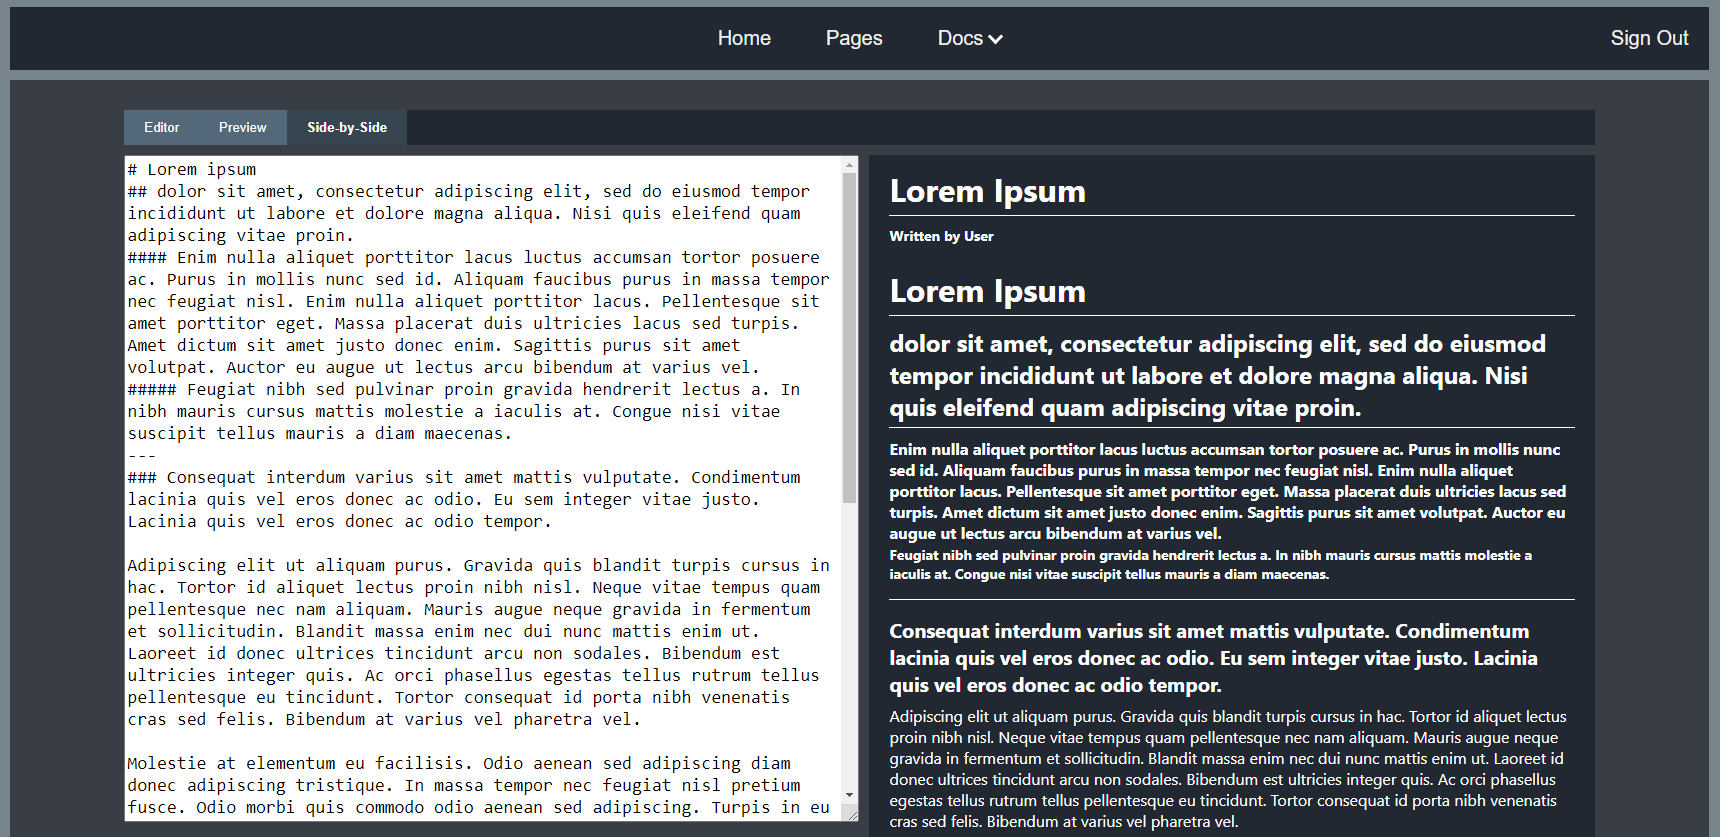 Home Pages Docs Sign Out
Editor Preview Side-by-Side
# Lorem ipsum
## dolor sit amet, consectetur adipiscing elit, sed do eiusmod tempor
incididunt ut labore et dolore magna aliqua. Nisi quis eleifend quam
adipiscing vitae proin.
#### Enim nulla aliquet porttitor lacus luctus accumsan tortor posuere
ac. Purus in mollis nunc sed id. Aliquam faucibus purus in massa tempor
nec feugiat nisl. Enim nulla aliquet porttitor lacus. Pellentesque sit
amet porttitor eget. Massa placerat duis ultricies lacus sed turpis.
Amet dictum sit amet justo donec enim. Sagittis purus sit amet
volutpat. Auctor eu augue ut lectus arcu bibendum at varius vel.
##### Feugiat nibh sed pulvinar proin gravida hendrerit lectus a. In
nibh mauris cursus mattis molestie a iaculis at. Congue nisi vitae
suscipit tellus mauris a diam maecenas.
---
### Consequat interdum varius sit amet mattis vulputate. Condimentum
lacinia quis vel eros donec ac odio. Eu sem integer vitae justo.
Lacinia quis vel eros donec ac odio tempor.
Adipiscing elit ut aliquam purus. Gravida quis blandit turpis cursus in
hac. Tortor id aliquet lectus proin nibh nisl. Neque vitae tempus quam
pellentesque nec nam aliquam. Mauris augue neque gravida in fermentum
et sollicitudin. Blandit massa enim nec dui nunc mattis enim ut.
Laoreet id donec ultrices tincidunt arcu non sodales. Bibendum est
ultricies integer quis. Ac orci phasellus egestas tellus rutrum tellus
pellentesque eu tincidunt. Tortor consequat id porta nibh venenatis
cras sed felis. Bibendum at varius vel pharetra vel.
Molestie at elementum eu facilisis. Odio aenean sed adipiscing diam
donec adipiscing tristique. In massa tempor nec feugiat nisl pretium
fusce. Odio morbi quis commodo odio aenean sed adipiscing. Turpis in eu
Lorem Ipsum
Written by User
Lorem Ipsum
dolor sit amet, consectetur adipiscing elit, sed do eiusmod
tempor incididunt ut labore et dolore magna aliqua. Nisi
quis eleifend quam adipiscing vitae proin.
Enim nulla aliquet porttitor lacus luctus accumsan tortor posuere ac. Purus in mollis nunc
sed id. Aliquam faucibus purus in massa tempor nec feugiat nisl. Enim nulla aliquet
porttitor lacus. Pellentesque sit amet porttitor eget. Massa placerat duis ultricies lacus sed
turpis. Amet dictum sit amet justo donec enim. Sagittis purus sit amet volutpat. Auctor eu
augue ut lectus arcu bibendum at varius vel.
Feugiat nibh sed pulvinar proin gravida hendrerit lectus a. In nibh mauris cursus mattis molestie a
iaculis at. Congue nisi vitae suscipit tellus mauris a diam maecenas.
Consequat interdum varius sit amet mattis vulputate. Condimentum
lacinia quis vel eros donec ac odio. Eu sem integer vitae justo. Lacinia
quis vel eros donec ac odio tempor.
Adipiscing elit ut aliquam purus. Gravida quis blandit turpis cursus in hac. Tortor id aliquet lectus
proin nibh nisl. Neque vitae tempus quam pellentesque nec nam aliquam. Mauris augue neque
gravida in fermentum et sollicitudin. Blandit massa enim nec dui nunc mattis enim ut. Laoreet id
donec ultrices tincidunt arcu non sodales. Bibendum est ultricies integer quis. Ac orci phasellus
egestas tellus rutrum tellus pellentesque eu tincidunt. Tortor consequat id porta nibh venenatis
cras sed felis. Bibendum at varius vel pharetra vel.